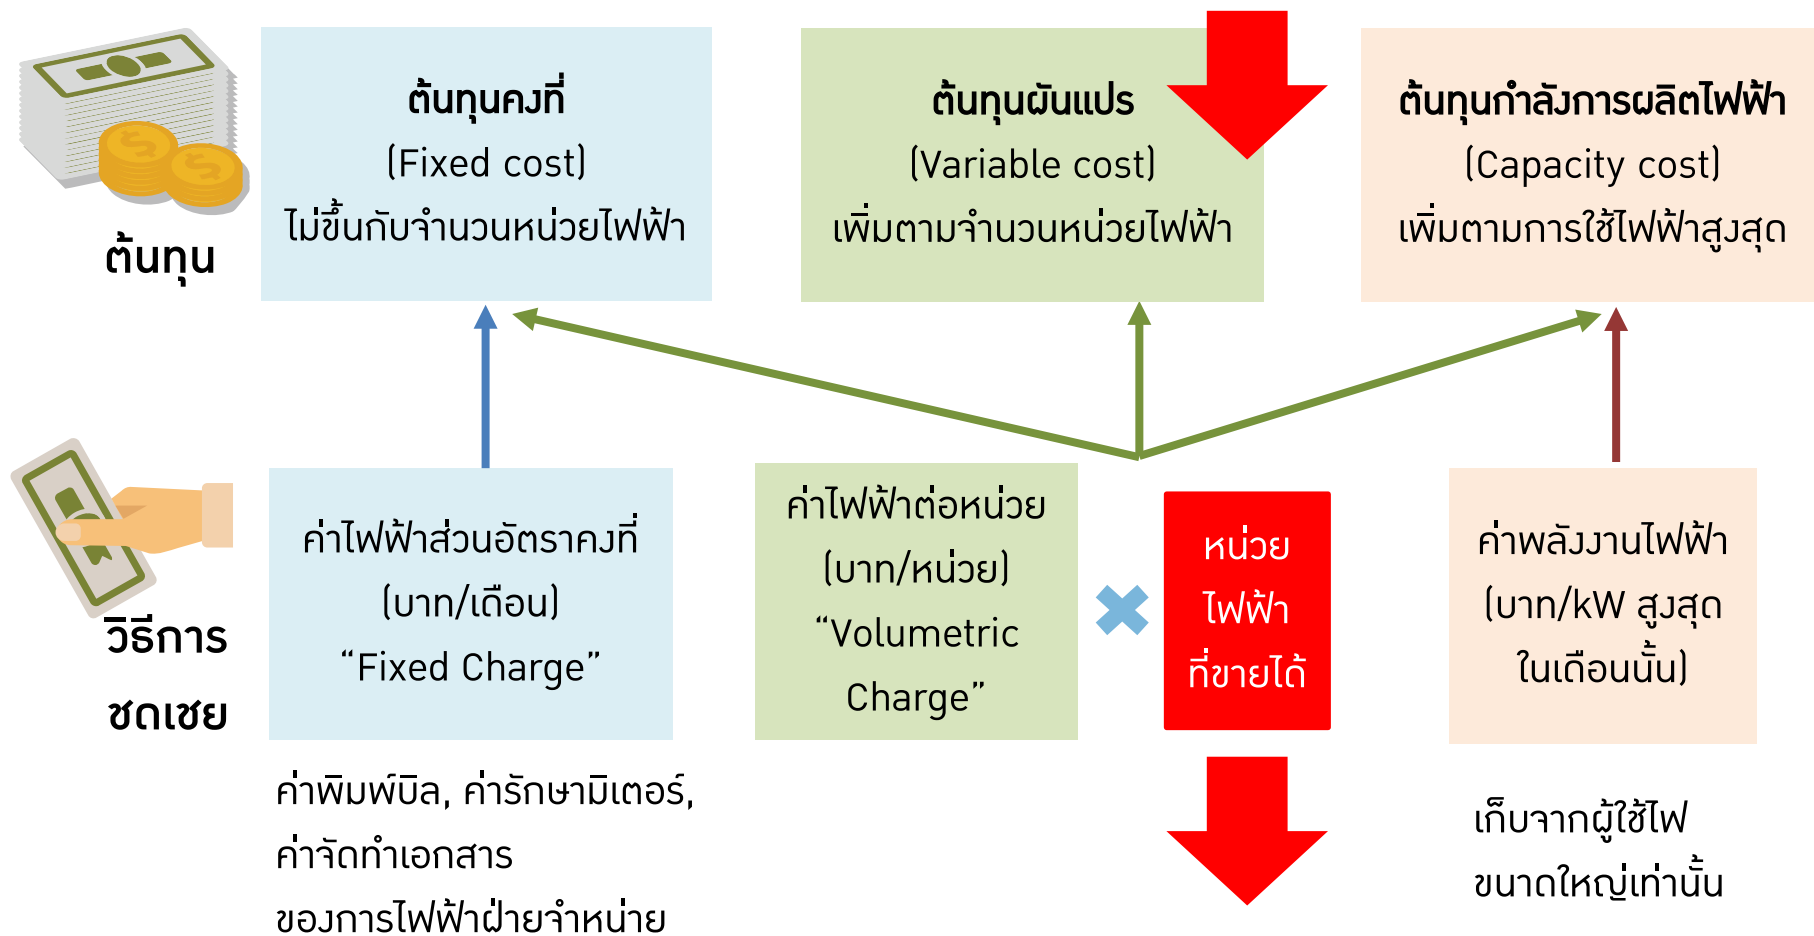 ต้นทุน
ต้นทุนคงที่
(Fixed cost)
ไม่ขึ้นกับจำนวนหน่วยไฟฟ้า
ต้นทุนผันแปร
(Variable cost)
เพิ่มตามจำนวนหน่วยไฟฟ้า
ต้นทุนกำลังการผลิตไฟฟ้า
(Capacity cost)
เพิ่มตามการใช้ไฟฟ้าสูงสุด
วิธีการ
ชดเชย
ค่าไฟฟ้าส่วนอัตราคงที่
(บาท/เดือน)
“Fixed Charge”
ค่าไฟฟ้าต่อหน่วย
(บาท/หน่วย)
“Volumetric
Charge”
หน่วย
ไฟฟ้า
ที่ขายได้
ค่าพลังงานไฟฟ้า
(บาท/kW สูงสุด
ในเดือนนั้น)
ค่าพิมพ์บิล, ค่ารักษามิเตอร์,
ค่าจัดทำเอกสาร
ของการไฟฟ้าฝ่ายจำหน่าย
เก็บจากผู้ใช้ไฟ
ขนาดใหญ่เท่านั้น